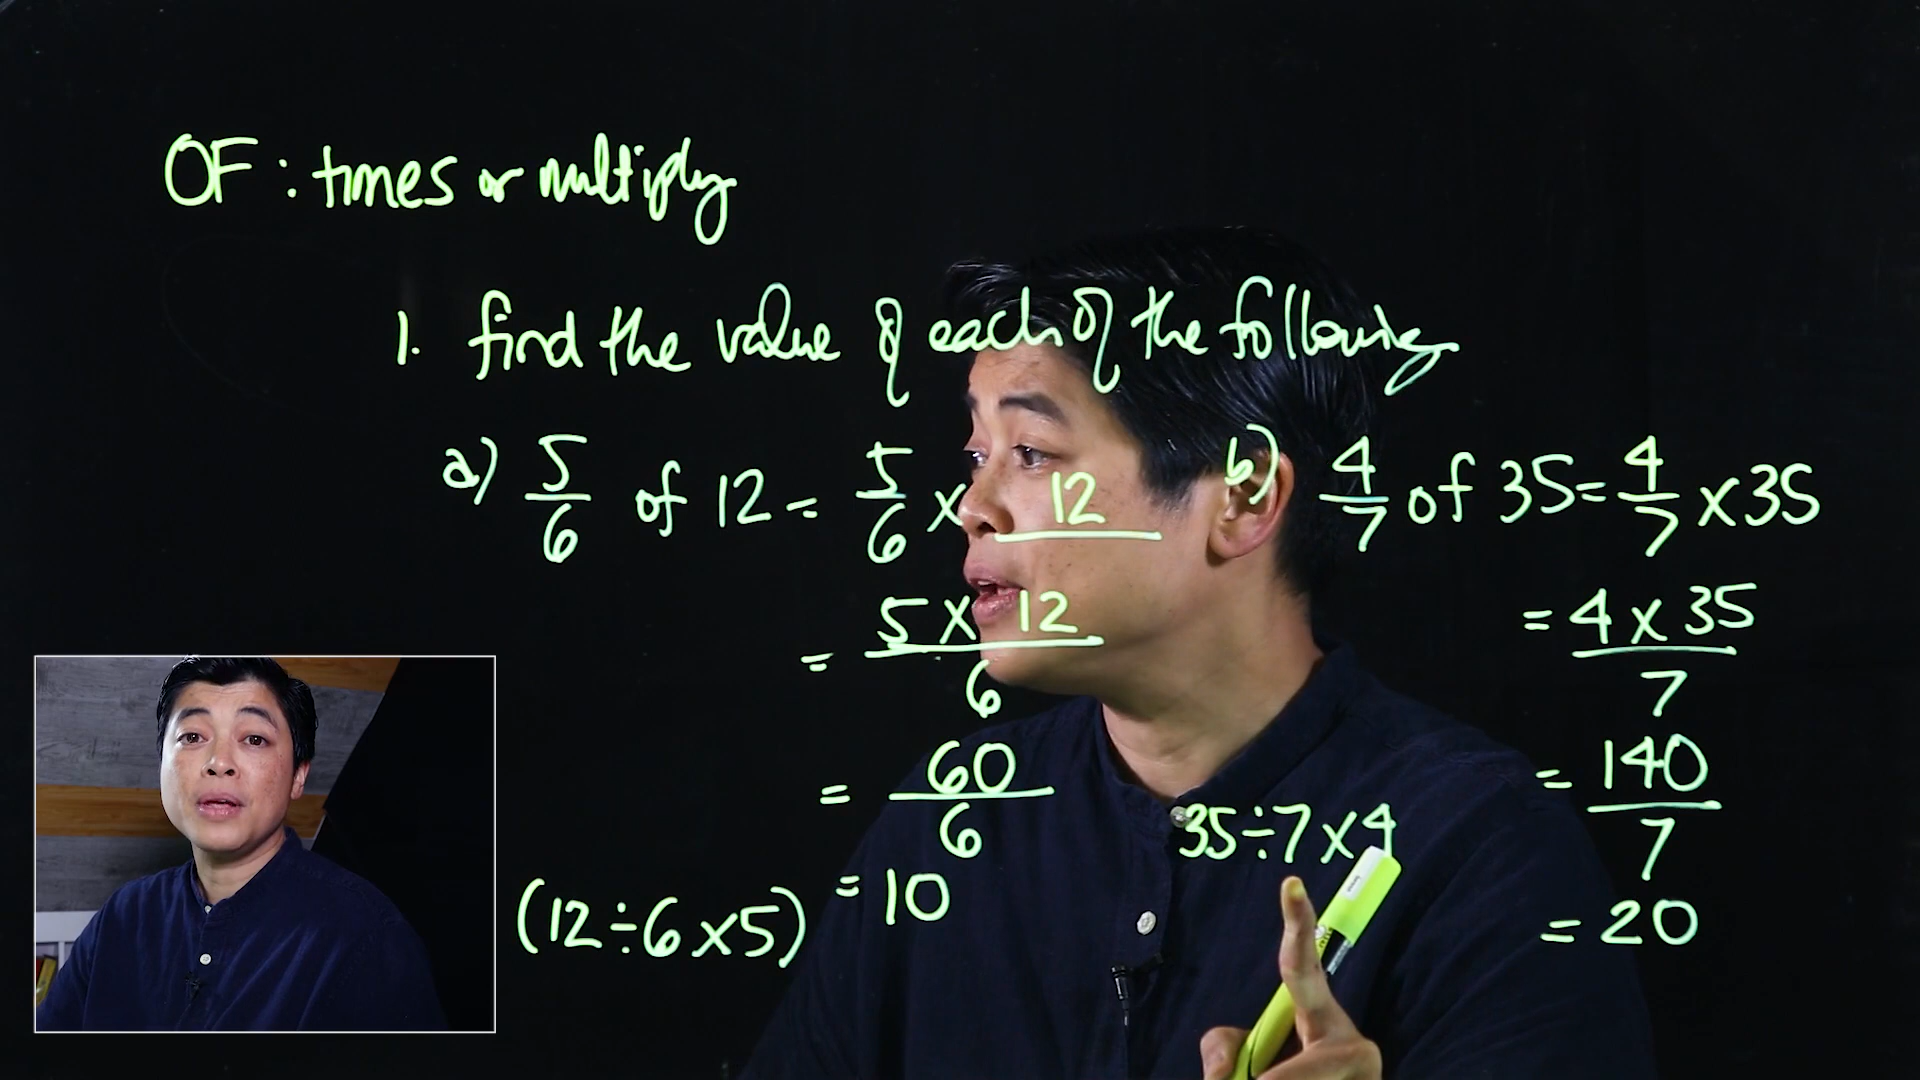 OF : times or multiply
1. find the value of each of the following
a) 5/6 of 12 = 5/6 x 12
= 5 x 12 / 6
= 60 / 6
= 10
(12 ÷ 6 x 5)
b) 4/7 of 35 = 4/7 x 35
= 4 x 35 / 7
= 140 / 7
35 ÷ 7 x 4
= 20